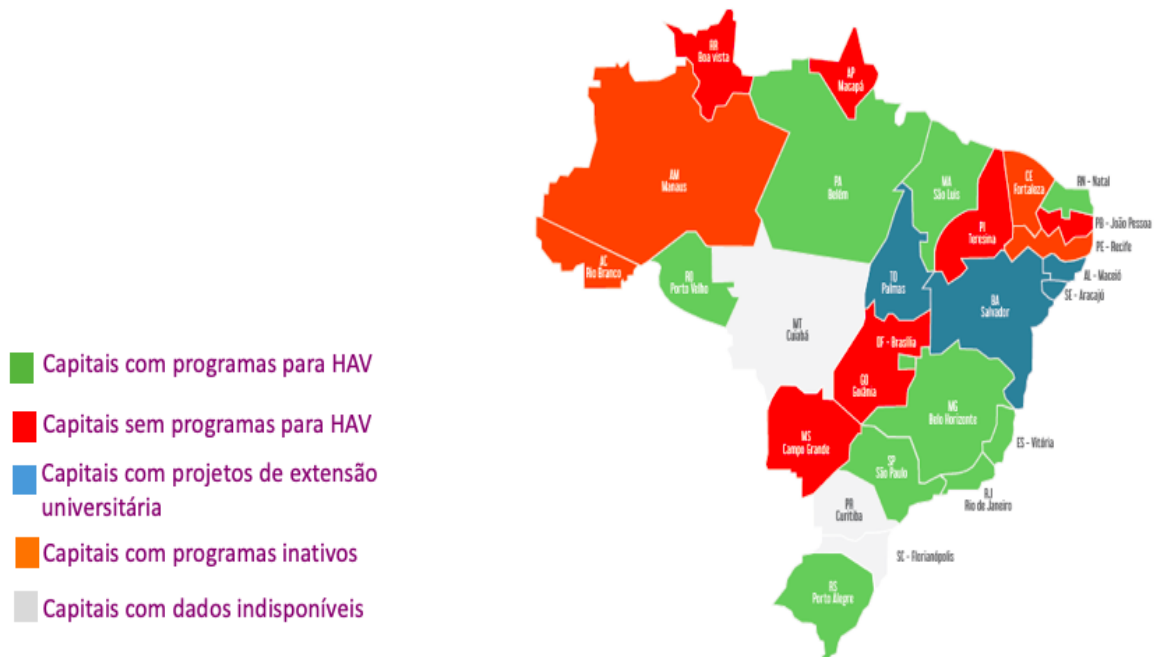 RR
Boa vista
AP
Macapá
AM
Manaus
PA
Belém
MA
São Luis
CE
Fortaleza
RN - Natal
PI
Teresina
PB - João Pessoa
PE - Recife
AC
Rio Branco
RO
Porto Velho
TO
Palmas
AL - Maceió
SE - Aracajú
BA
Salvador
MT
Cuiabá
DF - Brasília
GO
Goiânia
MG
Belo Horizonte
ES - Vitória
MS
Campo Grande
SP
São Paulo
RJ
Rio de Janeiro
PR
Curitiba
SC - Florianópolis
RS
Porto Alegre
Capitais com programas para HAV
Capitais sem programas para HAV
Capitais com projetos de extensão
universitária
Capitais com programas inativos
Capitais com dados indisponíveis